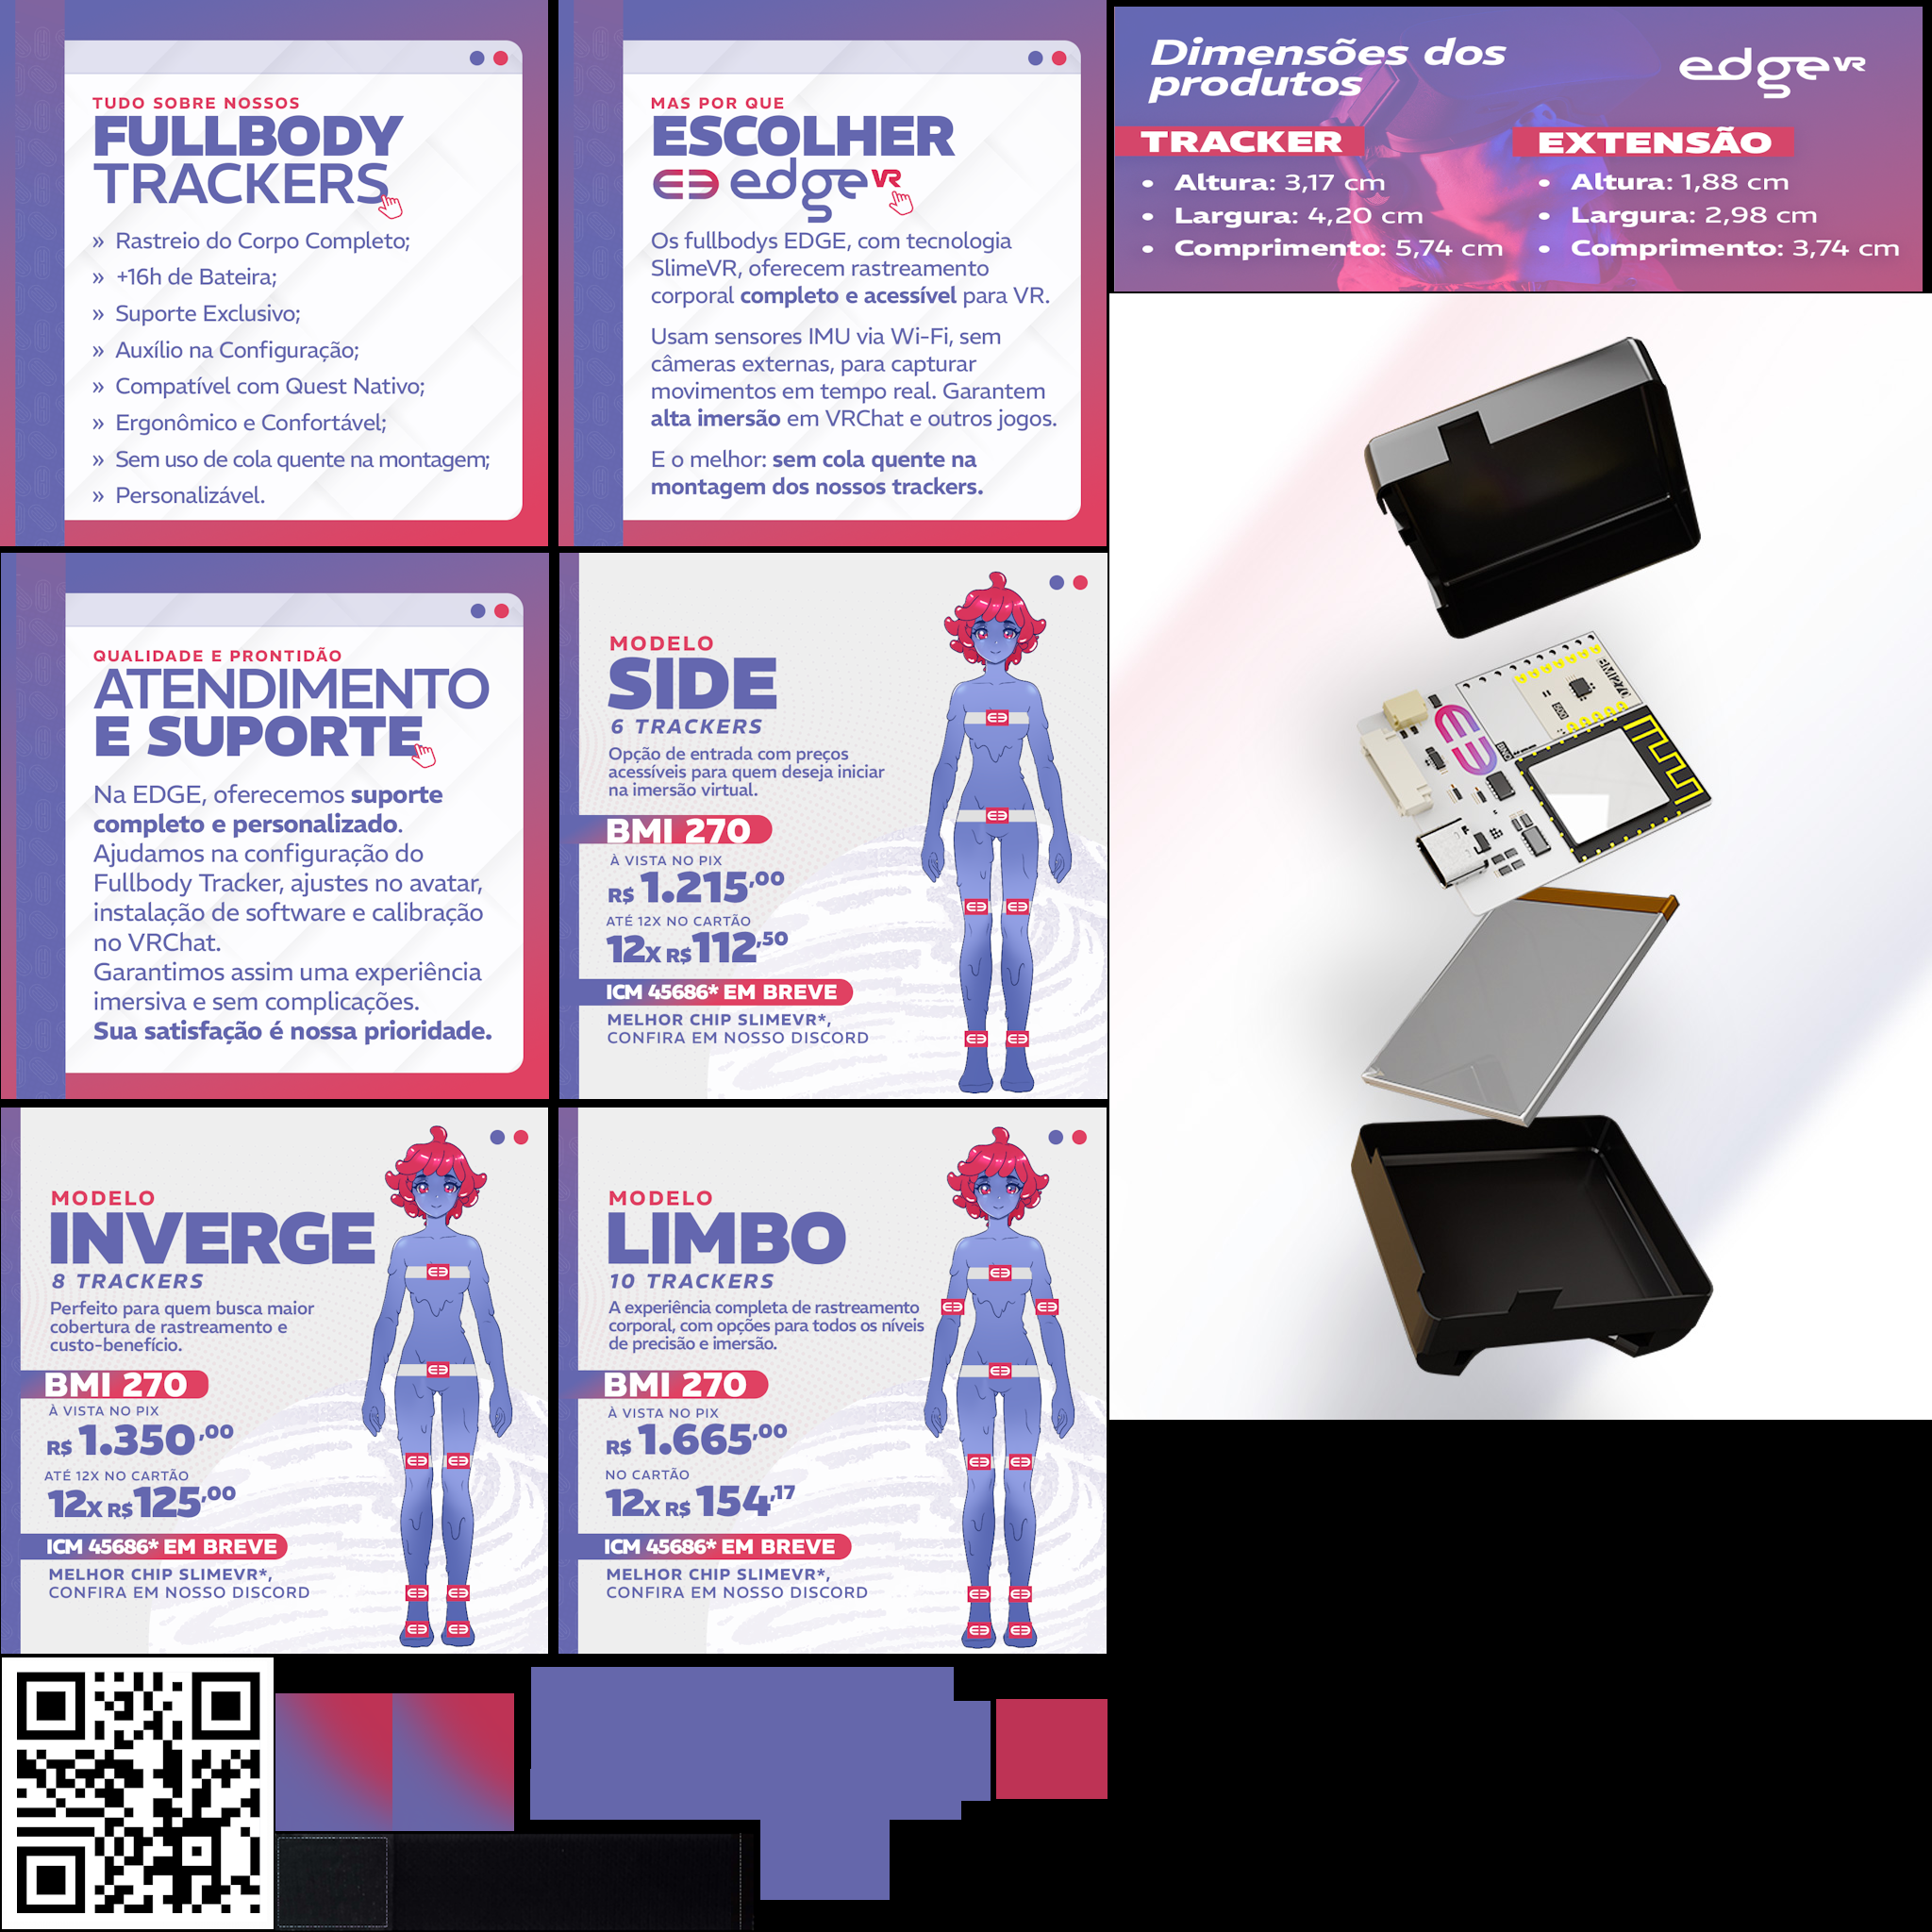 TUDO SOBRE NOSSOS
FULLBODY
TRACKERS
» Rastreio do Corpo Completo;
» +16h de Bateira;
» Suporte Exclusivo;
» Auxílio na Configuração;
» Compatível com Quest Nativo;
» Ergonômico e Confortável;
» Sem uso de cola quente na montagem;
» Personalizável.
MAS POR QUE
ESCOLHER
edge VR
Os fullbodys EDGE, com tecnologia
SlimeVR, oferecem rastreamento
corporal completo e acessível para VR.
Usam sensores IMU via Wi-Fi, sem
câmeras externas, para capturar
movimentos em tempo real. Garantem
alta imersão em VRChat e outros jogos.
E o melhor: sem cola quente na
montagem dos nossos trackers.
Dimensões dos
produtos
edge VR
TRACKER
• Altura: 3,17 cm
• Largura: 4,20 cm
• Comprimento: 5,74 cm
EXTENSÃO
• Altura: 1,88 cm
• Largura: 2,98 cm
• Comprimento: 3,74 cm
QUALIDADE E PRONTIDÃO
ATENDIMENTO
E SUPORTE
Na EDGE, oferecemos suporte
completo e personalizado.
Ajudamos na configuração do
Fullbody Tracker, ajustes no avatar,
instalação de software e calibração
no VRChat.
Garantimos assim uma experiência
imersiva e sem complicações.
Sua satisfação é nossa prioridade.
MODELO
SIDE
6 TRACKERS
Opção de entrada com preços
acessíveis para quem deseja iniciar
na imersão virtual.
BMI 270
À VISTA NO PIX
R$ 1.215,00
ATÉ 12X NO CARTÃO
12X R$ 112,50
ICM 45686* EM BREVE
MELHOR CHIP SLIMEVR*,
CONFIRA EM NOSSO DISCORD
MODELO
INVERGE
8 TRACKERS
Perfeito para quem busca maior
cobertura de rastreamento e
custo-benefício.
BMI 270
À VISTA NO PIX
R$ 1.350,00
ATÉ 12X NO CARTÃO
12X R$ 125,00
ICM 45686* EM BREVE
MELHOR CHIP SLIMEVR*,
CONFIRA EM NOSSO DISCORD
MODELO
LIMBO
10 TRACKERS
A experiência completa de rastreamento
corporal, com opções para todos os níveis
de precisão e imersão.
BMI 270
À VISTA NO PIX
R$ 1.665,00
NO CARTÃO
12X R$ 154,17
ICM 45686* EM BREVE
MELHOR CHIP SLIMEVR*,
CONFIRA EM NOSSO DISCORD